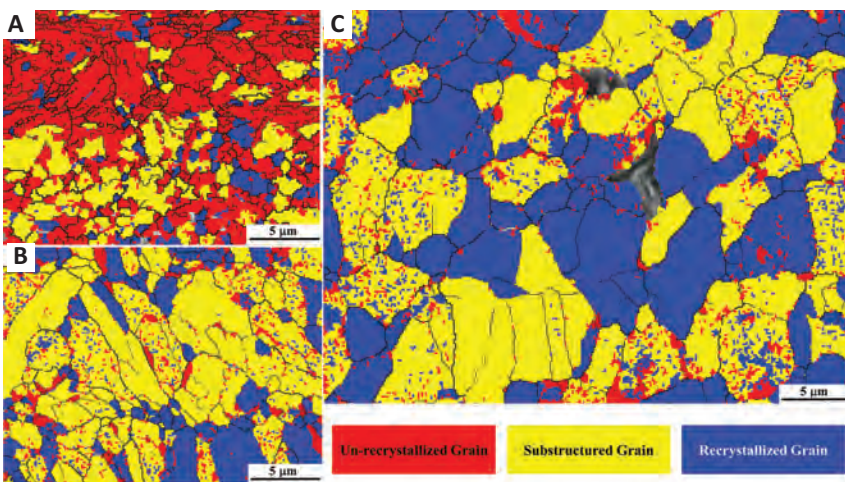 A
5 μm
B
5 μm
C
5 μm
Un-recrystallized Grain
Substructured Grain
Recrystallized Grain